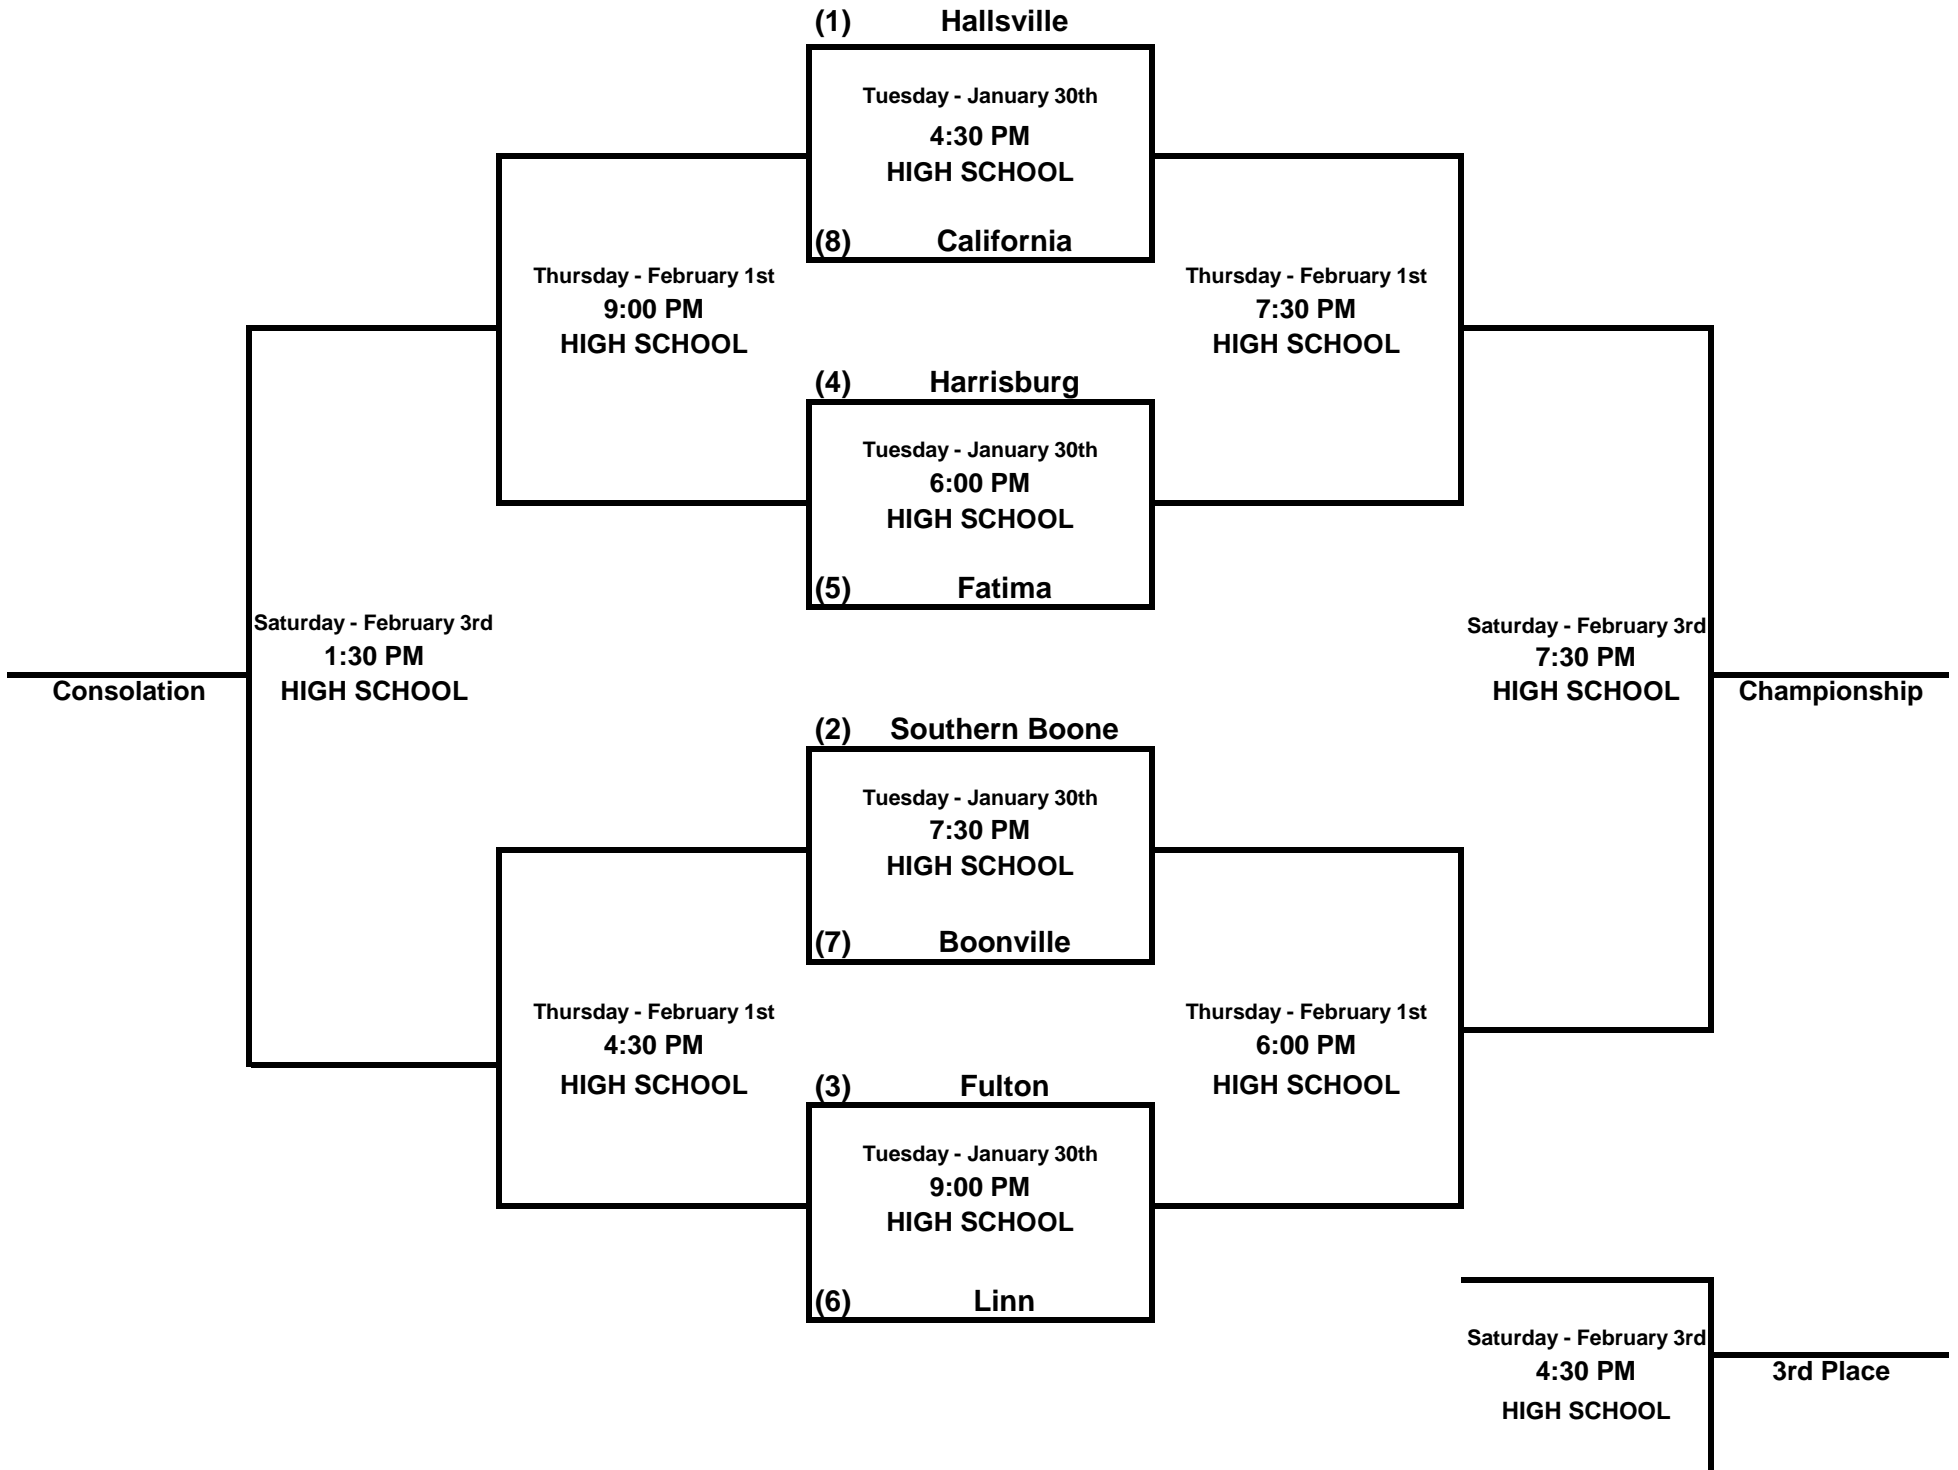 (1) Hallsville
Tuesday - January 30th
4:30 PM
HIGH SCHOOL
(8) California
Thursday - February 1st
9:00 PM
HIGH SCHOOL
Thursday - February 1st
7:30 PM
HIGH SCHOOL
(4) Harrisburg
Tuesday - January 30th
6:00 PM
HIGH SCHOOL
(5) Fatima
Saturday - February 3rd
1:30 PM
HIGH SCHOOL
Consolation
Saturday - February 3rd
7:30 PM
HIGH SCHOOL
Championship
(2) Southern Boone
Tuesday - January 30th
7:30 PM
HIGH SCHOOL
(7) Boonville
Thursday - February 1st
4:30 PM
HIGH SCHOOL
Thursday - February 1st
6:00 PM
HIGH SCHOOL
(3) Fulton
Tuesday - January 30th
9:00 PM
HIGH SCHOOL
(6) Linn
Saturday - February 3rd
4:30 PM
HIGH SCHOOL
3rd Place